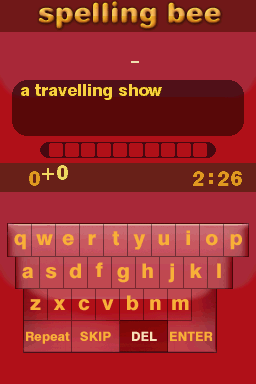 spelling bee
_
a travelling show
0+0 2:26
q w e r t y u i o p
a s d f g h j k l
z x c v b n m
Repeat SKIP DEL ENTER